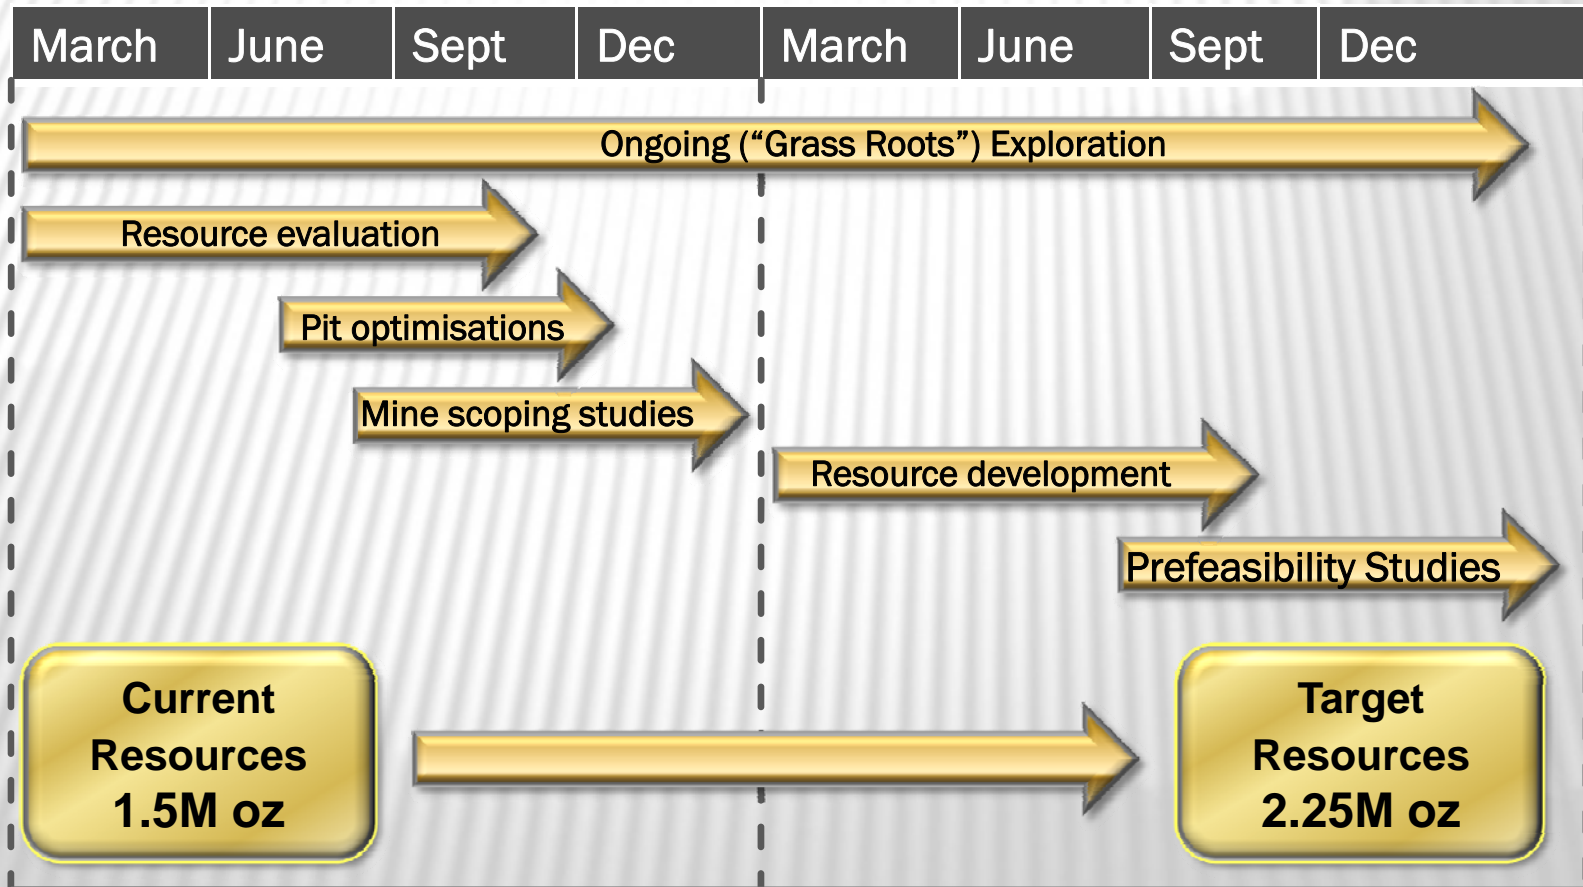 March June Sept Dec March June Sept Dec
Ongoing (“Grass Roots”) Exploration
Resource evaluation
Pit optimisations
Mine scoping studies
Resource development
Prefeasibility Studies
Current
Resources
1.5M oz
Target
Resources
2.25M oz